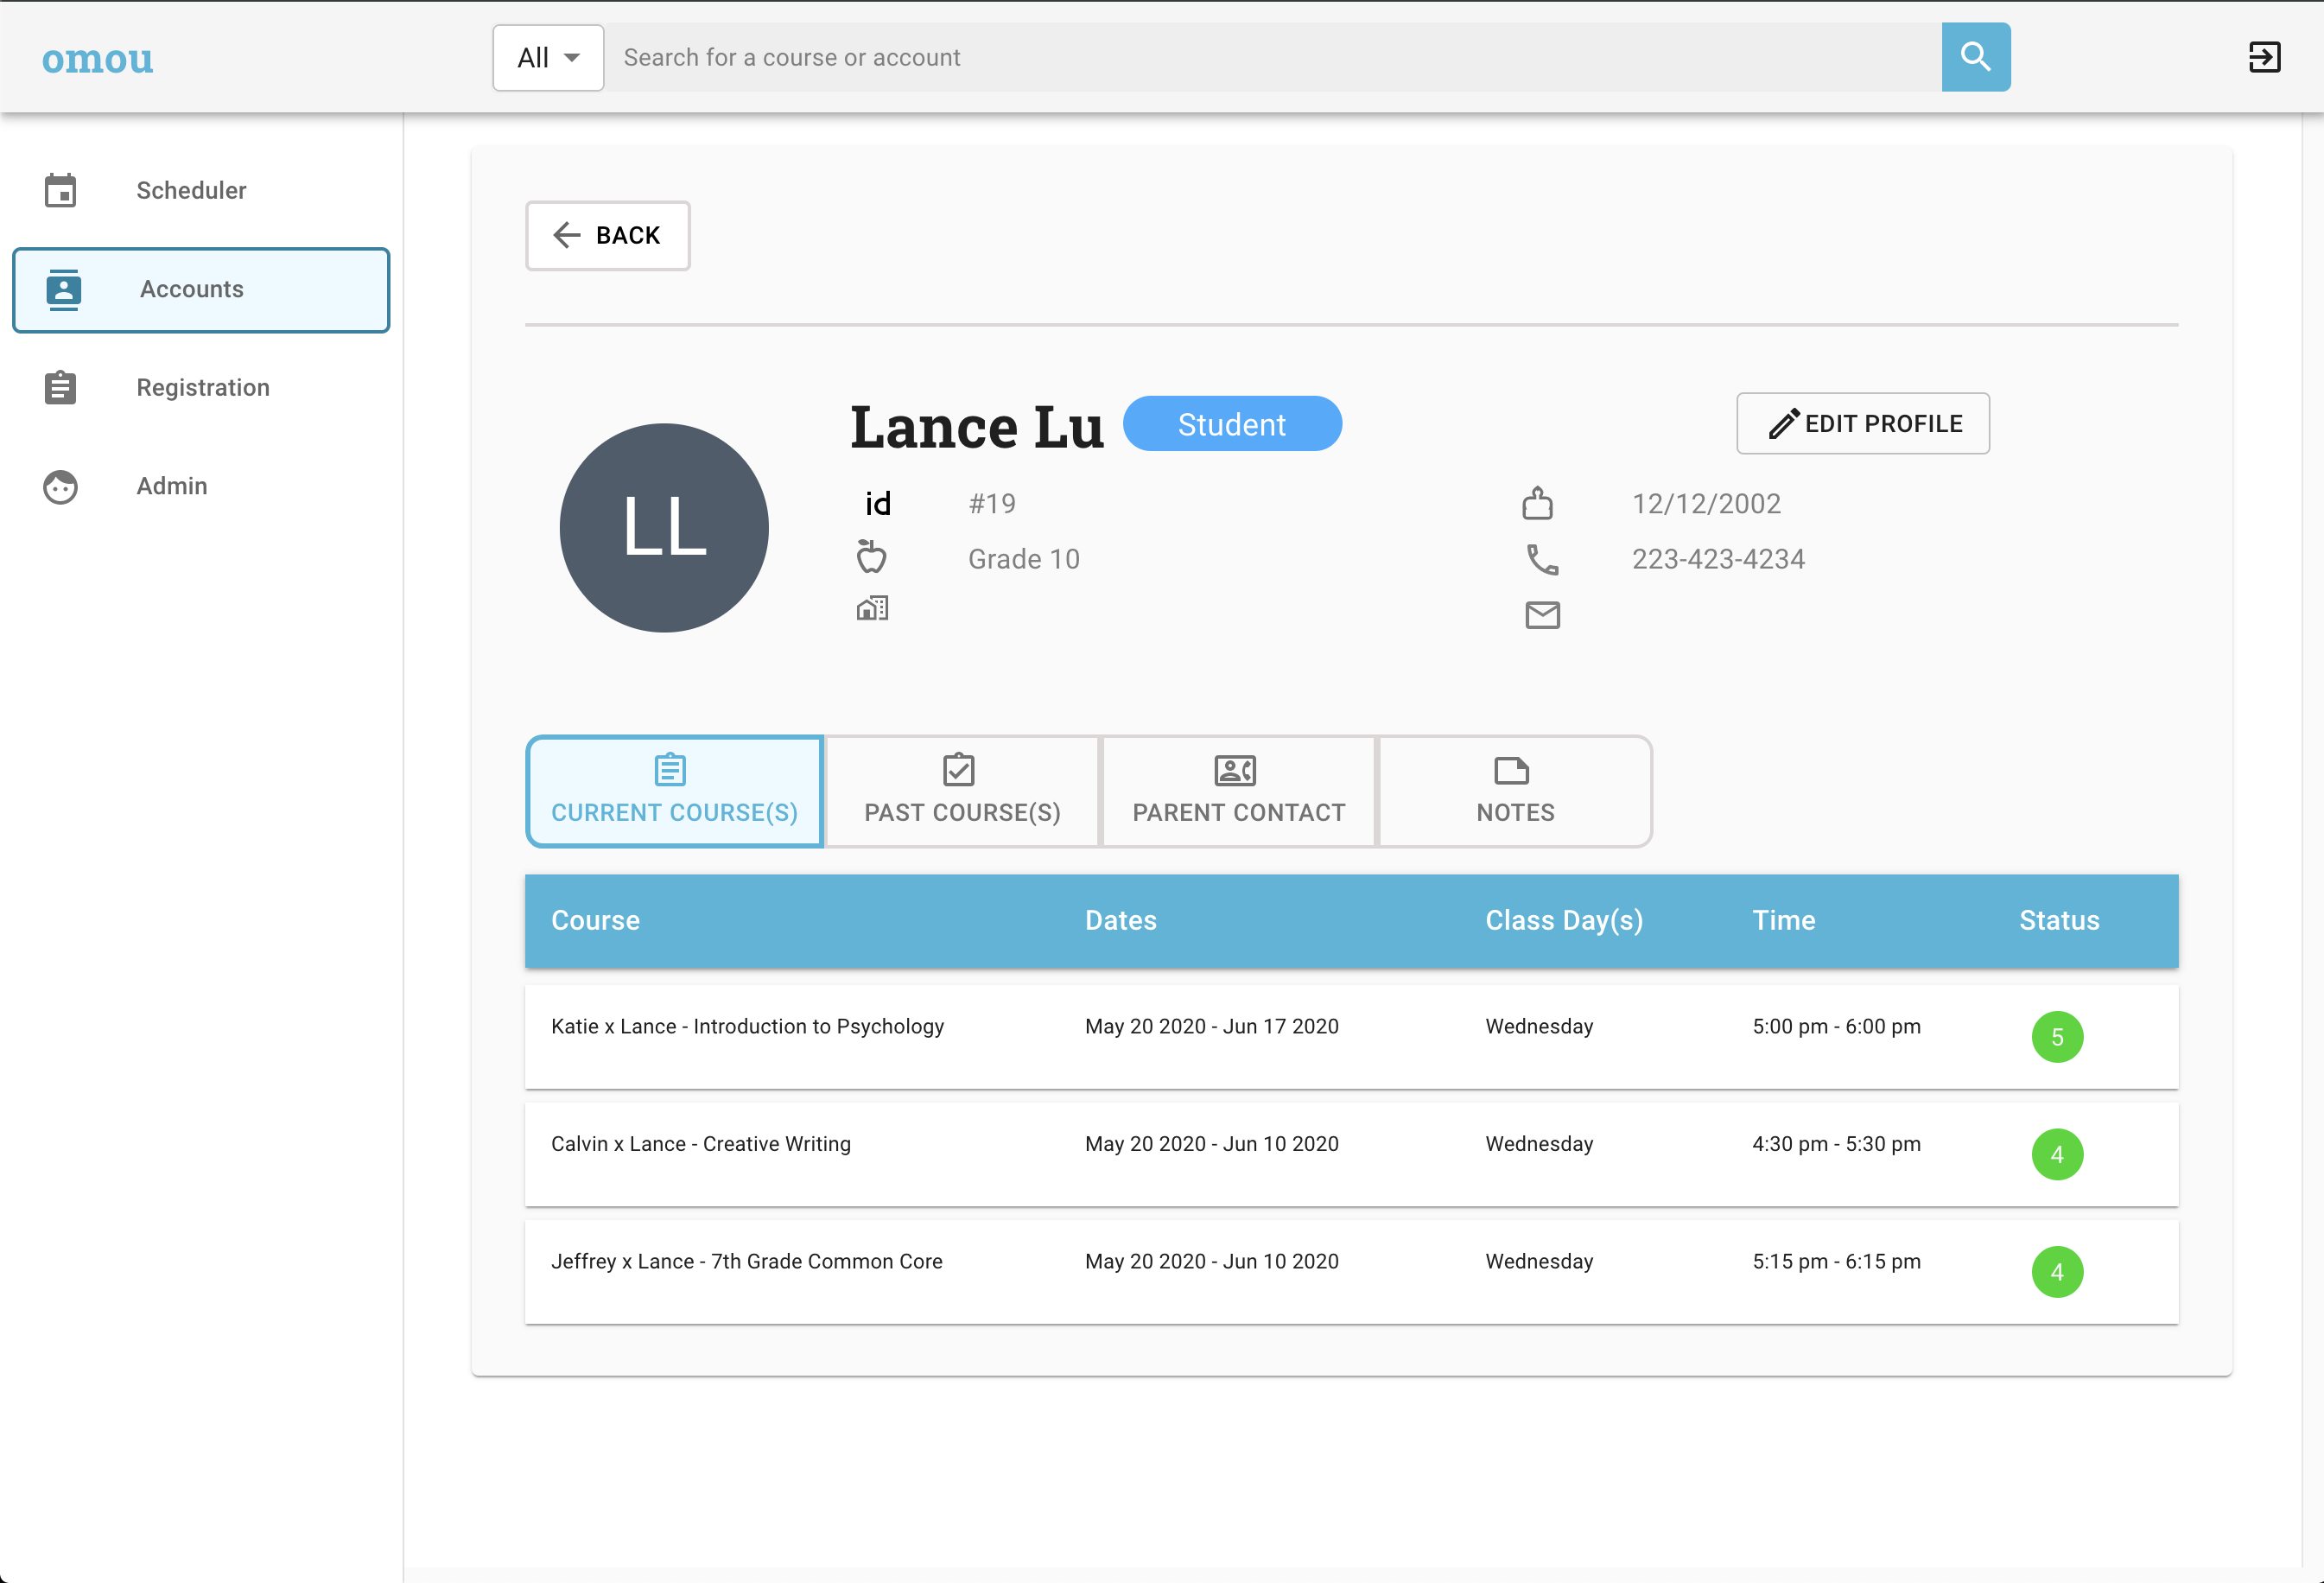 omou
All
Search for a course or account
Scheduler
Accounts
Registration
Admin
BACK
LL
Lance Lu
Student
EDIT PROFILE
id #19
12/12/2002
Grade 10
223-423-4234
CURRENT COURSE(S)
PAST COURSE(S)
PARENT CONTACT
NOTES
Course Dates Class Day(s) Time Status
Katie x Lance - Introduction to Psychology May 20 2020 - Jun 17 2020 Wednesday 5:00 pm - 6:00 pm 5
Calvin x Lance - Creative Writing May 20 2020 - Jun 10 2020 Wednesday 4:30 pm - 5:30 pm 4
Jeffrey x Lance - 7th Grade Common Core May 20 2020 - Jun 10 2020 Wednesday 5:15 pm - 6:15 pm 4